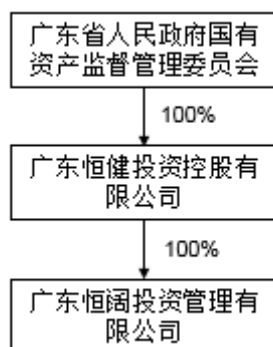 广东省人民政府国有
资产监督管理委员会
100%
广东恒健投资控股有
限公司
100%
广东恒阔投资管理有
限公司